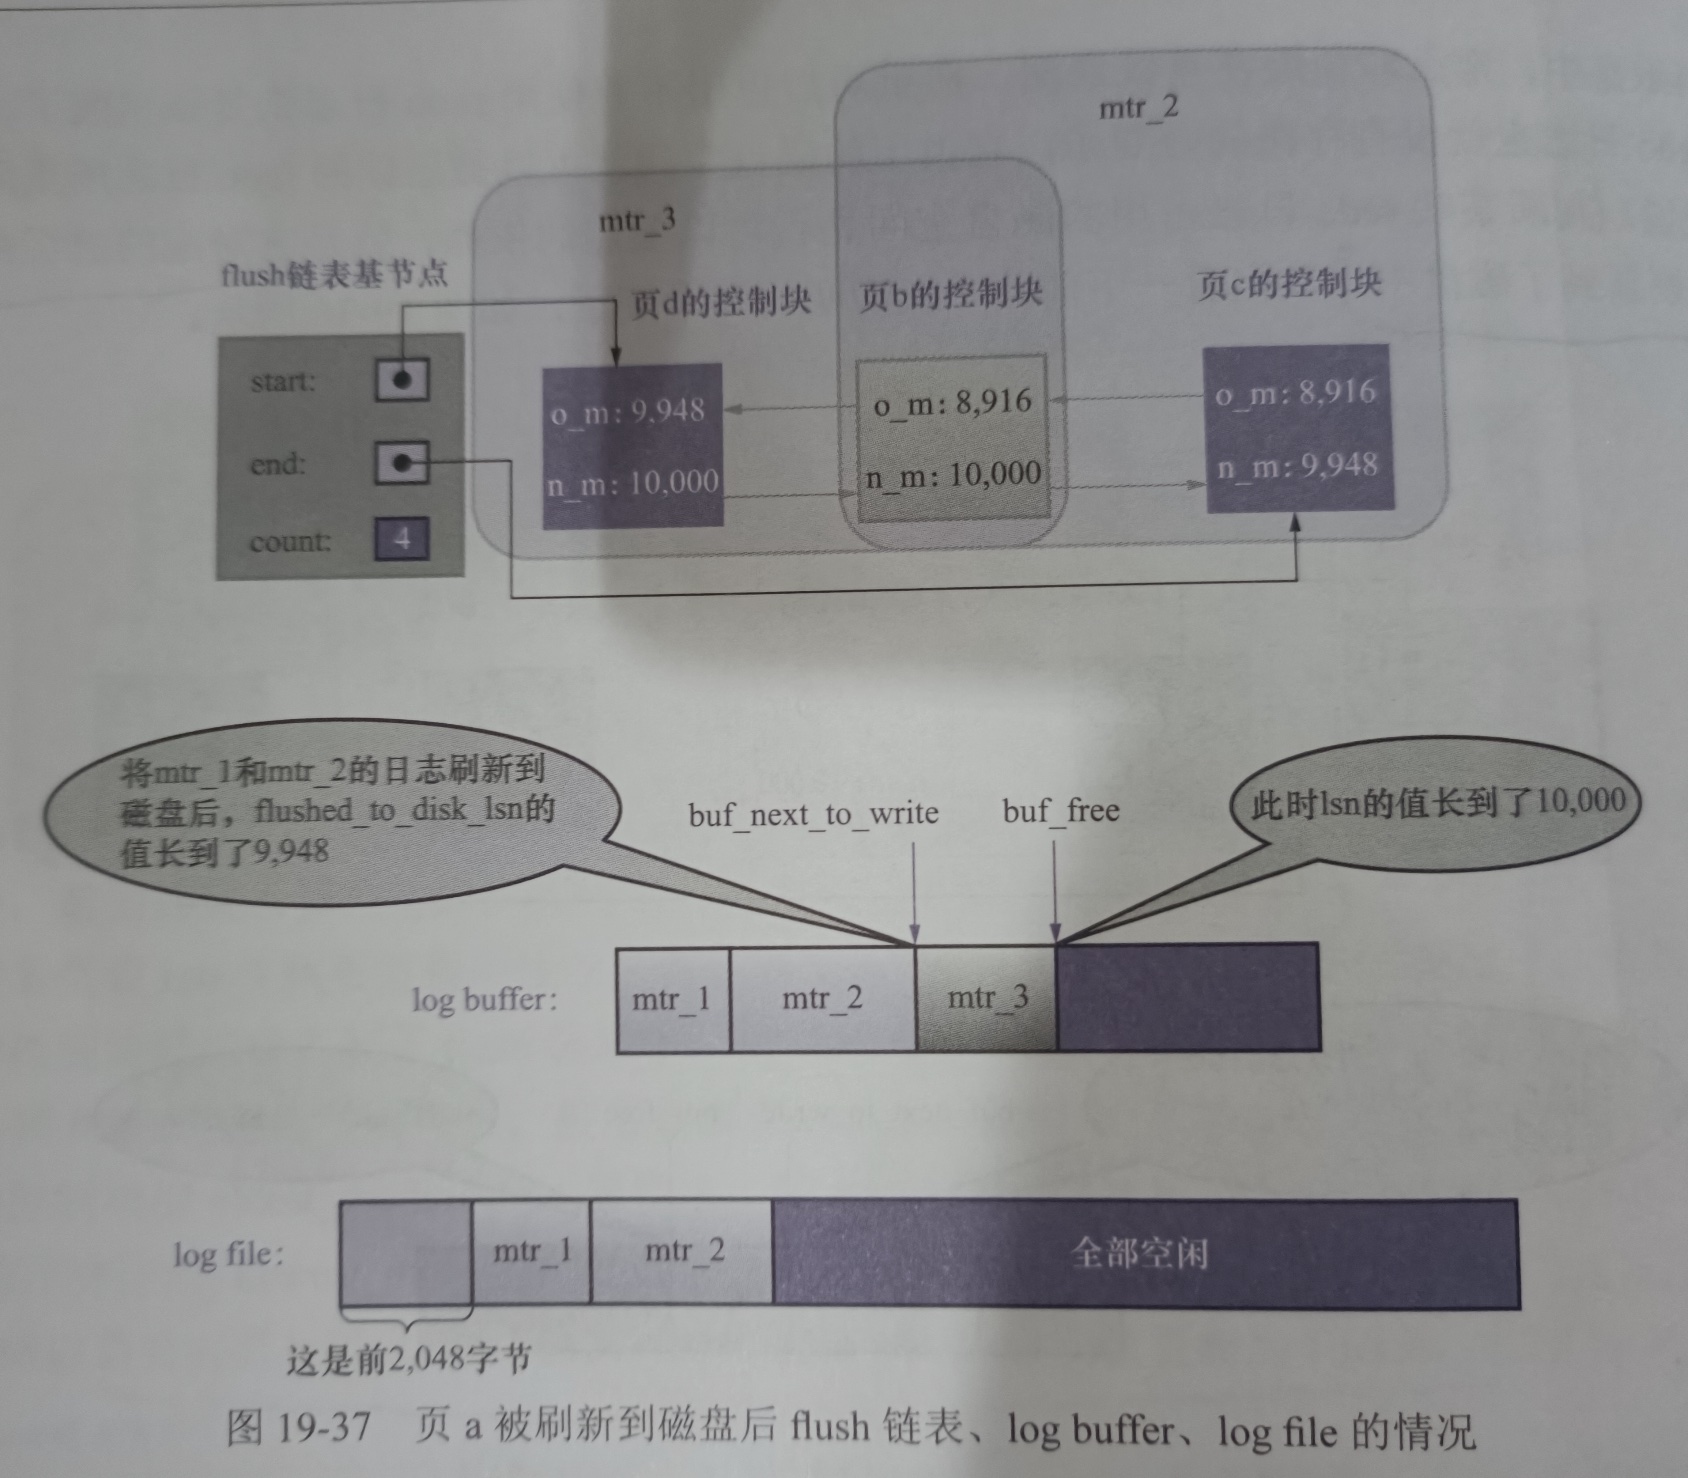 mtr_2
mtr_3
flush链表基节点
页d的控制块
页b的控制块
页c的控制块
start:
end:
count:
4
o_m: 9,948
n_m: 10,000
o_m: 8,916
n_m: 10,000
o_m: 8,916
n_m: 9,948
将mtr_1和mtr_2的日志刷新到
磁盘后，flushed_to_disk_lsn的
值长到了9,948
buf_next_to_write
buf_free
此时lsn的值长到了10,000
log buffer:
mtr_1
mtr_2
mtr_3
log file:
mtr_1
mtr_2
全部空闲
这是前2,048字节
图 19-37 页 a 被刷新到磁盘后 flush 链表、log buffer、log file 的情况